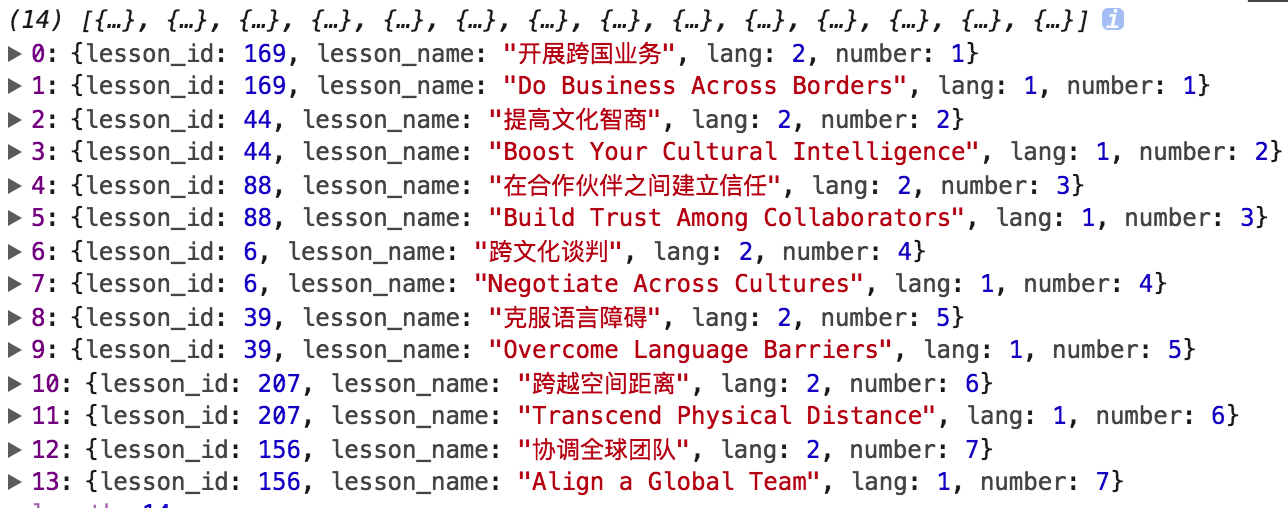 (14) [{…}, {…}, {…}, {…}, {…}, {…}, {…}, {…}, {…}, {…}, {…}, {…}, {…}, {…}] i
▶ 0: {lesson_id: 169, lesson_name: "开展跨国业务", lang: 2, number: 1}
▶ 1: {lesson_id: 169, lesson_name: "Do Business Across Borders", lang: 1, number: 1}
▶ 2: {lesson_id: 44, lesson_name: "提高文化智商", lang: 2, number: 2}
▶ 3: {lesson_id: 44, lesson_name: "Boost Your Cultural Intelligence", lang: 1, number: 2}
▶ 4: {lesson_id: 88, lesson_name: "在合作伙伴之间建立信任", lang: 2, number: 3}
▶ 5: {lesson_id: 88, lesson_name: "Build Trust Among Collaborators", lang: 1, number: 3}
▶ 6: {lesson_id: 6, lesson_name: "跨文化谈判", lang: 2, number: 4}
▶ 7: {lesson_id: 6, lesson_name: "Negotiate Across Cultures", lang: 1, number: 4}
▶ 8: {lesson_id: 39, lesson_name: "克服语言障碍", lang: 2, number: 5}
▶ 9: {lesson_id: 39, lesson_name: "Overcome Language Barriers", lang: 1, number: 5}
▶ 10: {lesson_id: 207, lesson_name: "跨越空间距离", lang: 2, number: 6}
▶ 11: {lesson_id: 207, lesson_name: "Transcend Physical Distance", lang: 1, number: 6}
▶ 12: {lesson_id: 156, lesson_name: "协调全球团队", lang: 2, number: 7}
▶ 13: {lesson_id: 156, lesson_name: "Align a Global Team", lang: 1, number: 7}